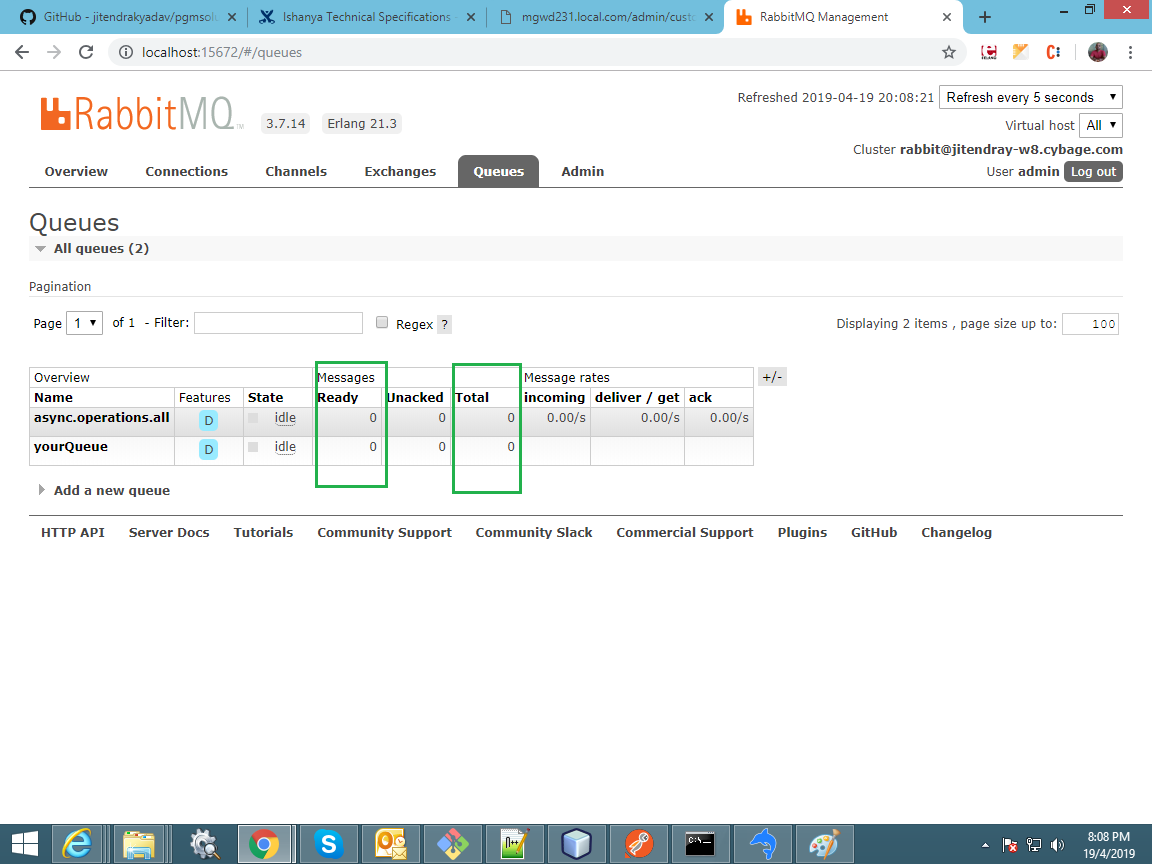 GitHub - jitendrakyadav/pgmsolu
Ishanya Technical Specifications
mgwd231.local.com/admin/custo
RabbitMQ Management
localhost:15672/#/queues
RabbitMQ TM
3.7.14
Erlang 21.3
Refreshed 2019-04-19 20:08:21
Refresh every 5 seconds
Virtual host All
Cluster rabbit@jitendray-w8.cybage.com
User admin Log out
Overview Connections Channels Exchanges Queues Admin
Queues
All queues (2)
Pagination
Page 1 of 1 - Filter: Regex ?
Displaying 2 items , page size up to: 100
Overview Messages Message rates +/-
Name Features State Ready Unacked Total incoming deliver / get ack
async.operations.all D idle 0 0 0 0.00/s 0.00/s 0.00/s
yourQueue D idle 0 0 0
Add a new queue
HTTP API Server Docs Tutorials Community Support Community Slack Commercial Support Plugins GitHub Changelog
8:08 PM
19/4/2019